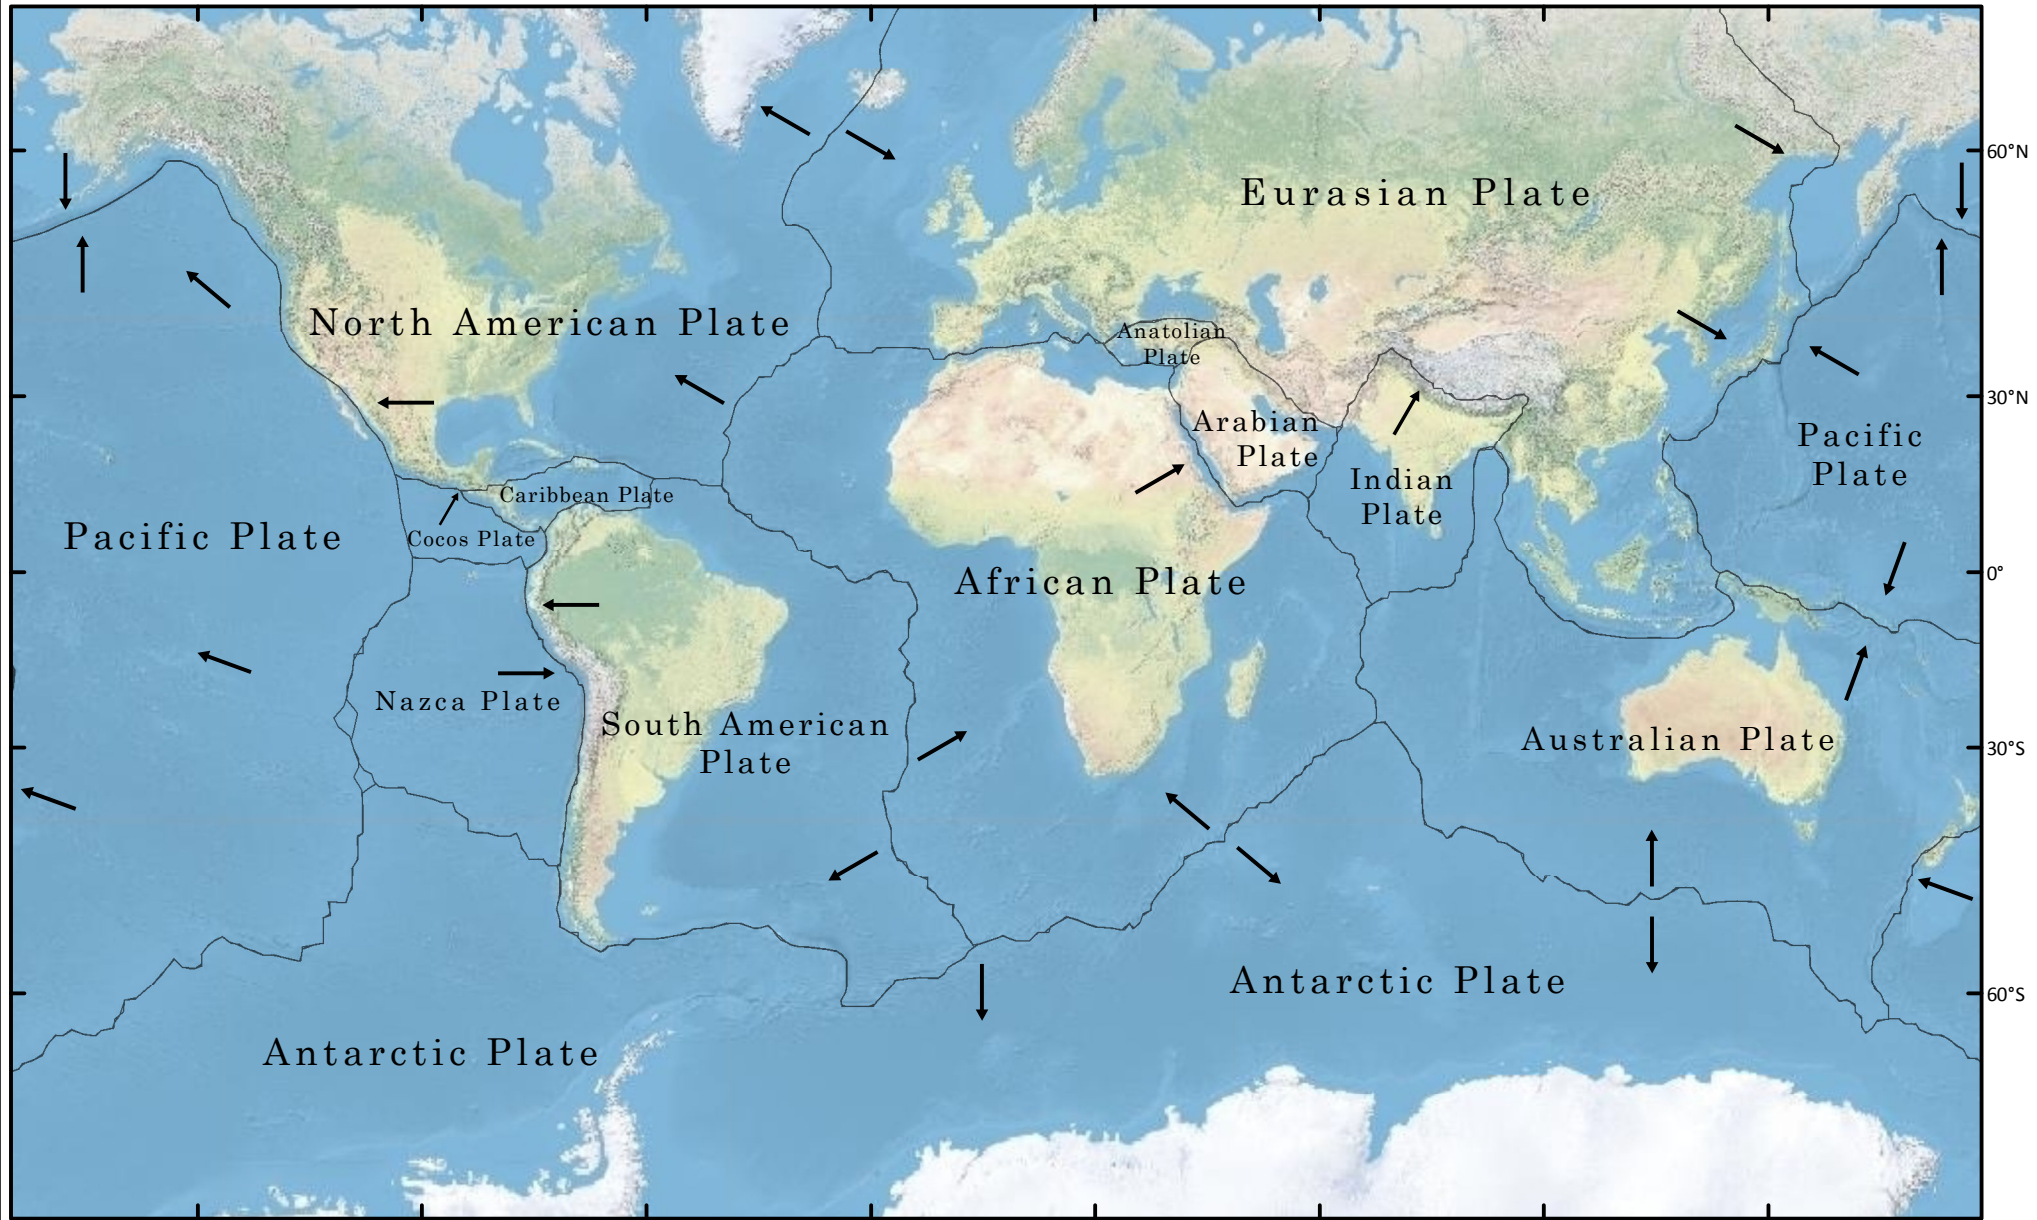 60°N
Eurasian Plate
North American Plate
Anatolian
Plate
30°N
Arabian
Plate
Pacific
Plate
Indian
Plate
Caribbean Plate
Pacific Plate
Cocos Plate
African Plate
0°
Nazca Plate
South American
Plate
Australian Plate
30°S
Antarctic Plate
60°S
Antarctic Plate